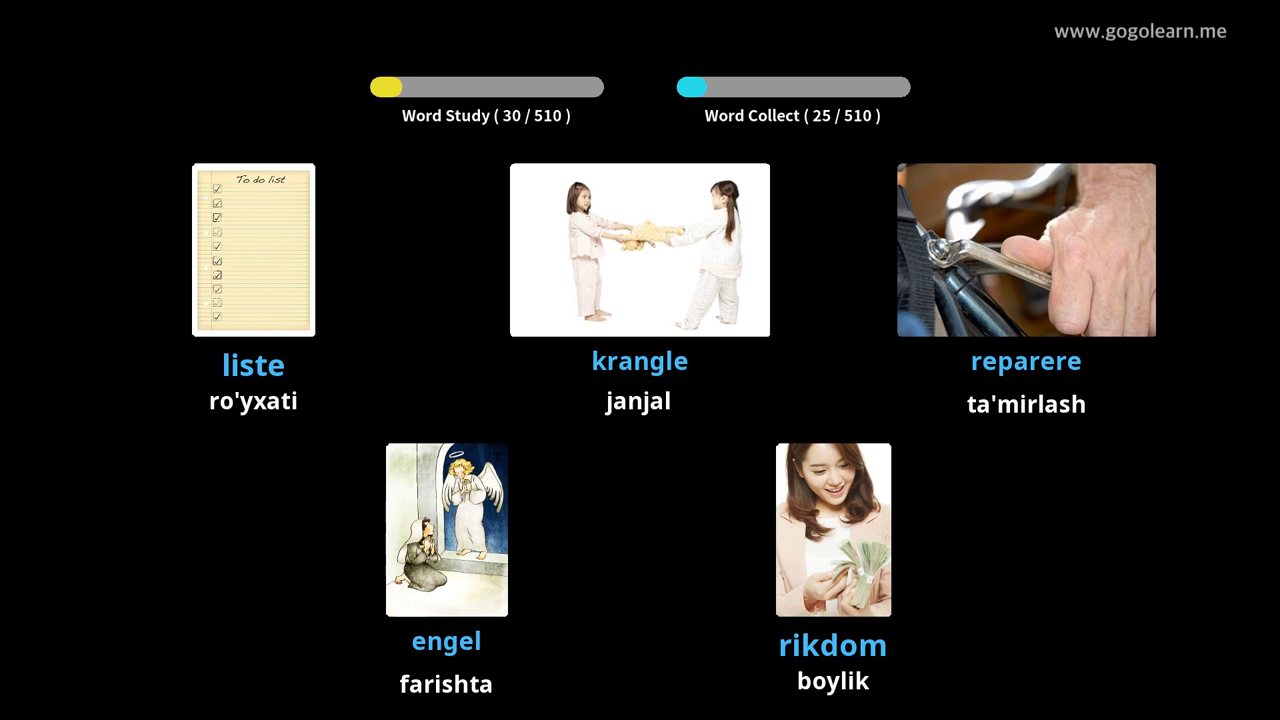 www.gogolearn.me
Word Study ( 30 / 510 )
Word Collect ( 25 / 510 )
To do list
liste
ro'yxati
krangle
janjal
reparere
ta'mirlash
engel
farishta
rikdom
boylik